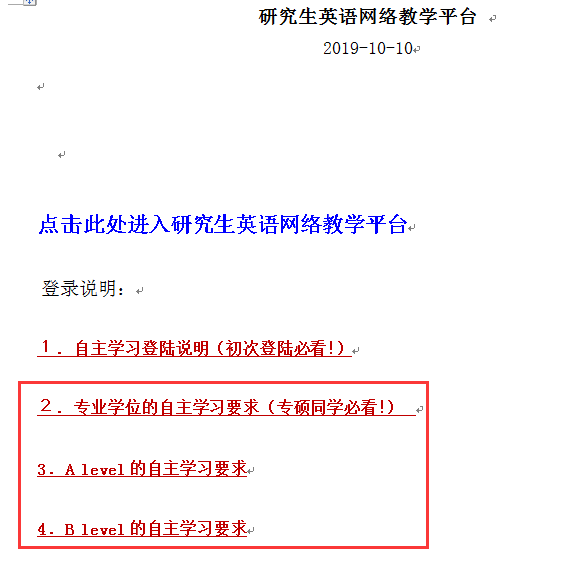 研究生英语网络教学平台
2019-10-10
点击此处进入研究生英语网络教学平台
登录说明：
１．自主学习登陆说明（初次登陆必看!）
２．专业学位的自主学习要求（专硕同学必看!）
3．A level 的自主学习要求
4．B level 的自主学习要求